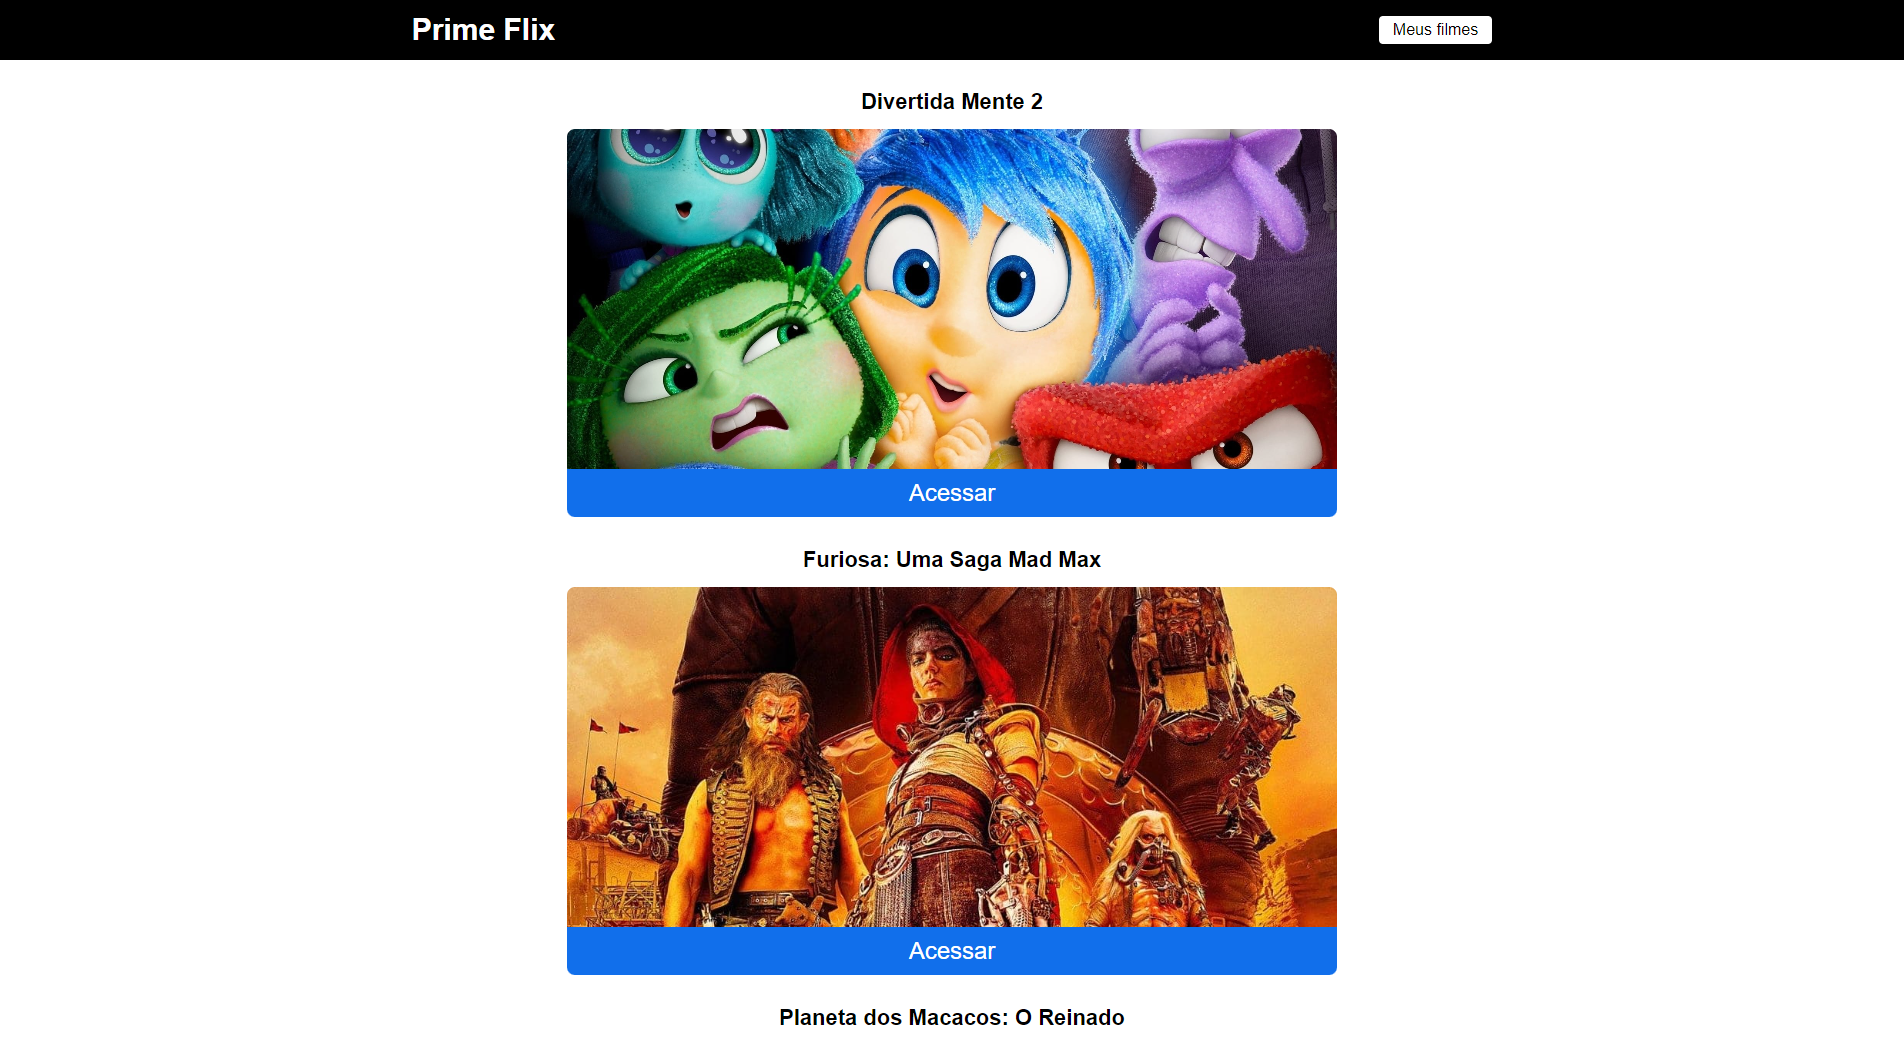 Prime Flix
Meus filmes
Divertida Mente 2
Acessar
Furiosa: Uma Saga Mad Max
Acessar
Planeta dos Macacos: O Reinado